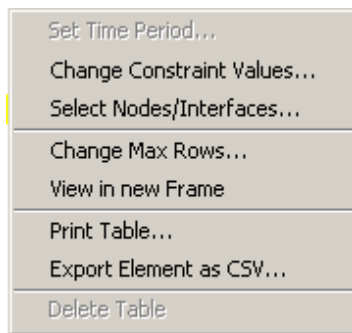 Set Time Period...
Change Constraint Values...
Select Nodes/Interfaces...
Change Max Rows...
View in new Frame
Print Table...
Export Element as CSV...
Delete Table